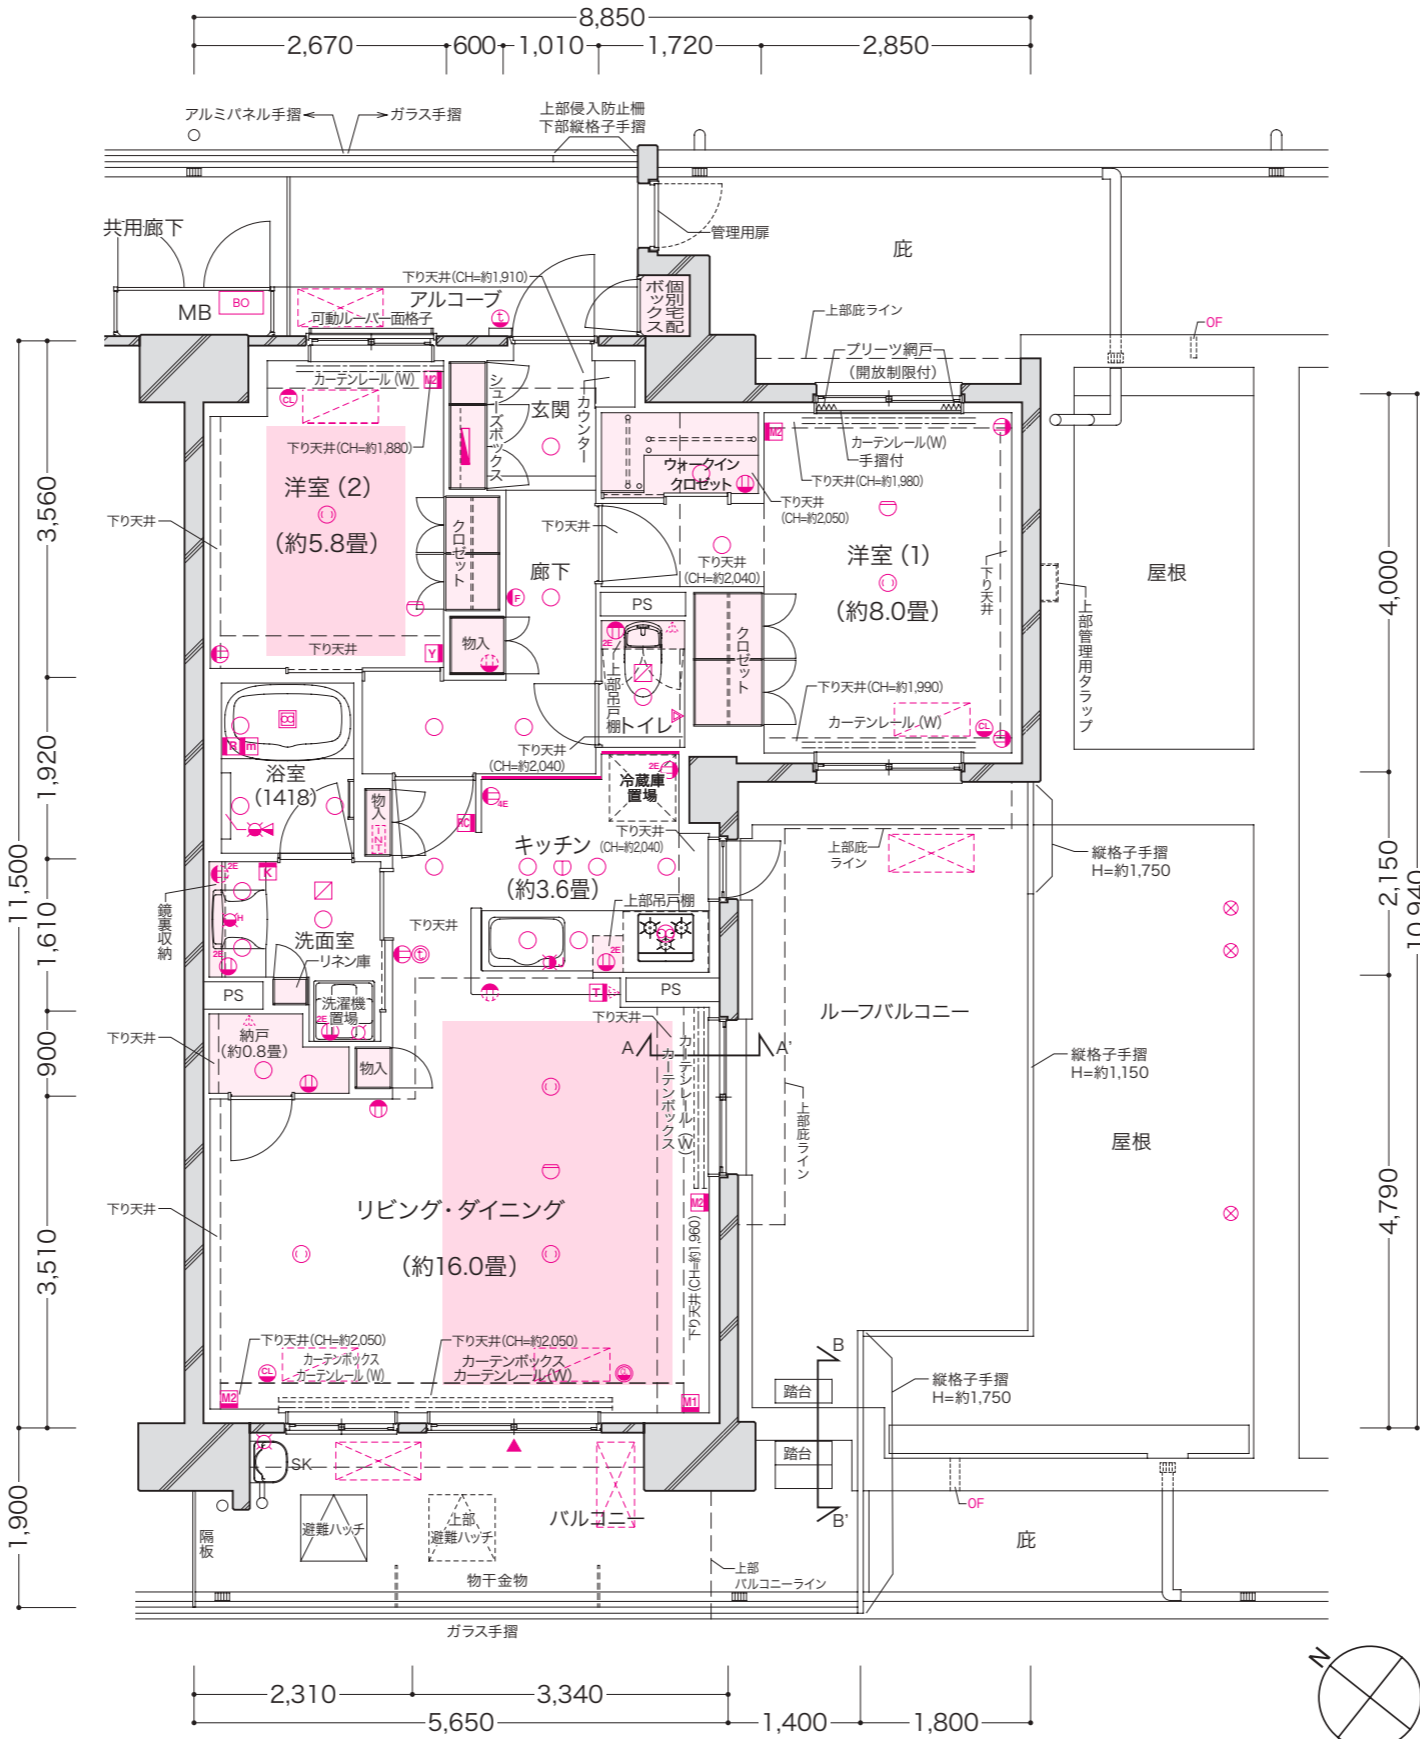 8,850
2,670
600
1,010
1,720
2,850
アルミパネル手摺
ガラス手摺
上部侵入防止柵
下部縦格子手摺
共用廊下
管理用扉
庇
下り天井(CH=約1,910)
アルコーブ
個別宅配
ボックス
MB
BO
可動ルーバー面格子
t
上部庇ライン
OF
プリーツ網戸
(開放制限付)
カーテンレール(W)
M2
CL
シューズボックス
玄関
カウンター
下り天井(CH=約1,880)
M2
カーテンレール(W)
手摺付
ウォークイン
クロゼット
下り天井(CH=約1,980)
下り天井
(CH=約2,050)
洋室(2)
(約5.8畳)
下り天井
クロゼット
下り天井
廊下
F
下り天井
(CH=約2,040)
洋室(1)
(約8.0畳)
下り天井
屋根
上部管理用タラップ
PS
物入
2E
クロゼット
下り天井
Y
上部吊戸棚
トイレ
下り天井(CH=約1,990)
カーテンレール(W)
CL
下り天井
(CH=約2,040)
R
m
浴室
(1418)
物入
INT
RC
4E
2E
冷蔵庫
置場
キッチン
(約3.6畳)
下り天井
(CH=約2,040)
上部庇
ライン
縦格子手摺
H=約1,750
上部吊戸棚
2E
K
鏡裏収納
H
2E
洗面室
リネン庫
下り天井
t
2E
PS
洗濯機
置場
2E
T
PS
下り天井
ルーフバルコニー
納戸
(約0.8畳)
下り天井
物入
A
A'
カーテンレール(W)
カーテンボックス
縦格子手摺
H=約1,150
上部庇ライン
屋根
下り天井
リビング・ダイニング
(約16.0畳)
M2
下り天井(CH=約1,960)
下り天井(CH=約2,050)
カーテンボックス
カーテンレール(W)
下り天井(CH=約2,050)
カーテンボックス
カーテンレール(W)
CL
M2
M1
B
踏台
縦格子手摺
H=約1,750
踏台
B'
SK
OF
隔板
避難ハッチ
上部
避難ハッチ
バルコニー
庇
物干金物
上部
バルコニーライン
ガラス手摺
N
3,560
1,920
1,610
900
3,510
11,500
1,900
4,000
2,150
4,790
10,940
2,310
3,340
5,650
1,400
1,800